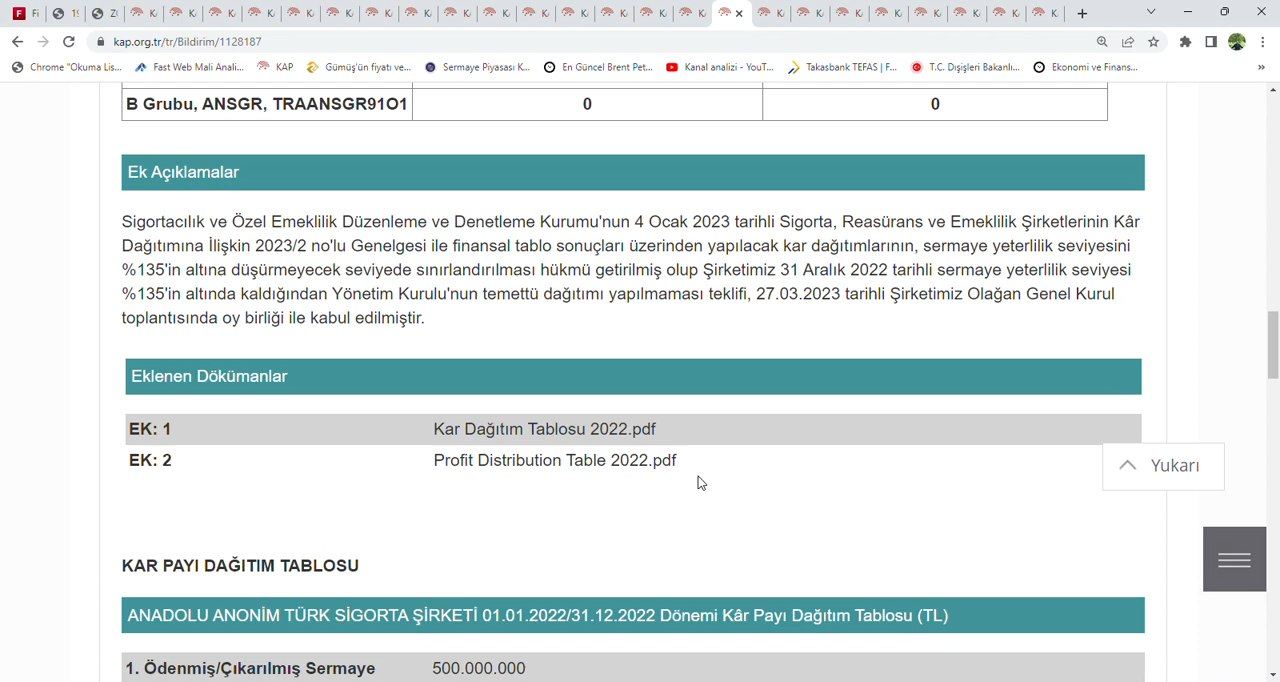 kap.org.tr/tr/Bildirim/1128187
Chrome "Okuma Lis...
Fast Web Mali Anali...
KAP
Gümüş'ün fiyatı ve...
Sermaye Piyasası K...
En Güncel Brent Pet...
Kanal analizi - YouT...
Takasbank TEFAS | F...
T.C. Dışişleri Bakanlı...
Ekonomi ve Finans...
B Grubu, ANSGR, TRAANSGR91O1 0 0
Ek Açıklamalar
Sigortacılık ve Özel Emeklilik Düzenleme ve Denetleme Kurumu'nun 4 Ocak 2023 tarihli Sigorta, Reasürans ve Emeklilik Şirketlerinin Kâr
Dağıtımına İlişkin 2023/2 no'lu Genelgesi ile finansal tablo sonuçları üzerinden yapılacak kar dağıtımlarının, sermaye yeterlilik seviyesini
%135'in altına düşürmeyecek seviyede sınırlandırılması hükmü getirilmiş olup Şirketimiz 31 Aralık 2022 tarihli sermaye yeterlilik seviyesi
%135'in altında kaldığından Yönetim Kurulu'nun temettü dağıtımı yapılmaması teklifi, 27.03.2023 tarihli Şirketimiz Olağan Genel Kurul
toplantısında oy birliği ile kabul edilmiştir.
Eklenen Dökümanlar
EK: 1 Kar Dağıtım Tablosu 2022.pdf
EK: 2 Profit Distribution Table 2022.pdf
Yukarı
KAR PAYI DAĞITIM TABLOSU
ANADOLU ANONİM TÜRK SİGORTA ŞİRKETİ 01.01.2022/31.12.2022 Dönemi Kâr Payı Dağıtım Tablosu (TL)
1. Ödenmiş/Çıkarılmış Sermaye 500.000.000